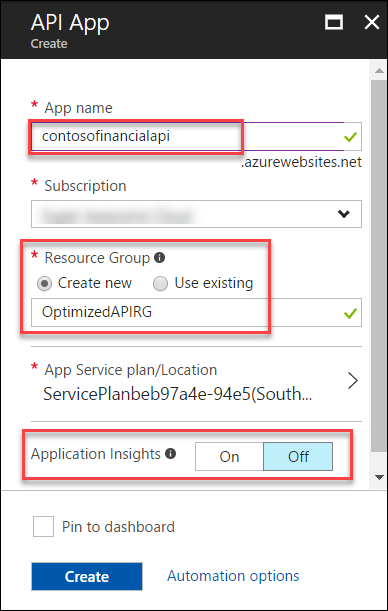 API App
Create
* App name
contosofinancialapi
.azurewebsites.net
* Subscription
* Resource Group
Create new Use existing
OptimizedAPIRG
* App Service plan/Location
ServicePlanbeb97a4e-94e5(South...
Application Insights On Off
Pin to dashboard
Create Automation options